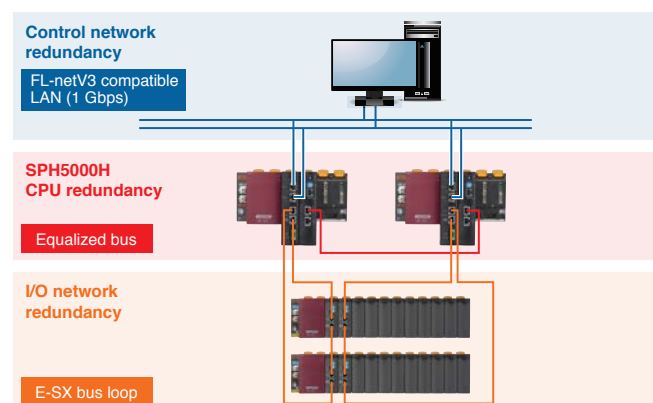 Control network
redundancy
FL-netV3 compatible
LAN (1 Gbps)
SPH5000H
CPU redundancy
Equalized bus
I/O network
redundancy
E-SX bus loop